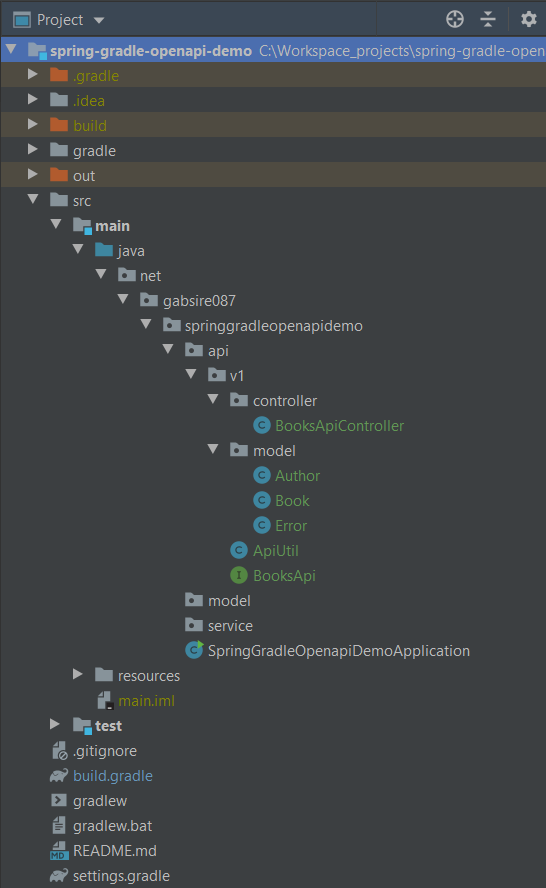 Project
spring-gradle-openapi-demo C:\Workspace_projects\spring-gradle-open
.gradle
.idea
build
gradle
out
src
main
java
net
gabsire087
springgradleopenapidemo
api
v1
controller
C BooksApiController
model
C Author
C Book
C Error
C ApiUtil
I BooksApi
model
service
C SpringGradleOpenapiDemoApplication
resources
main.iml
test
.gitignore
build.gradle
gradlew
gradlew.bat
MD README.md
settings.gradle